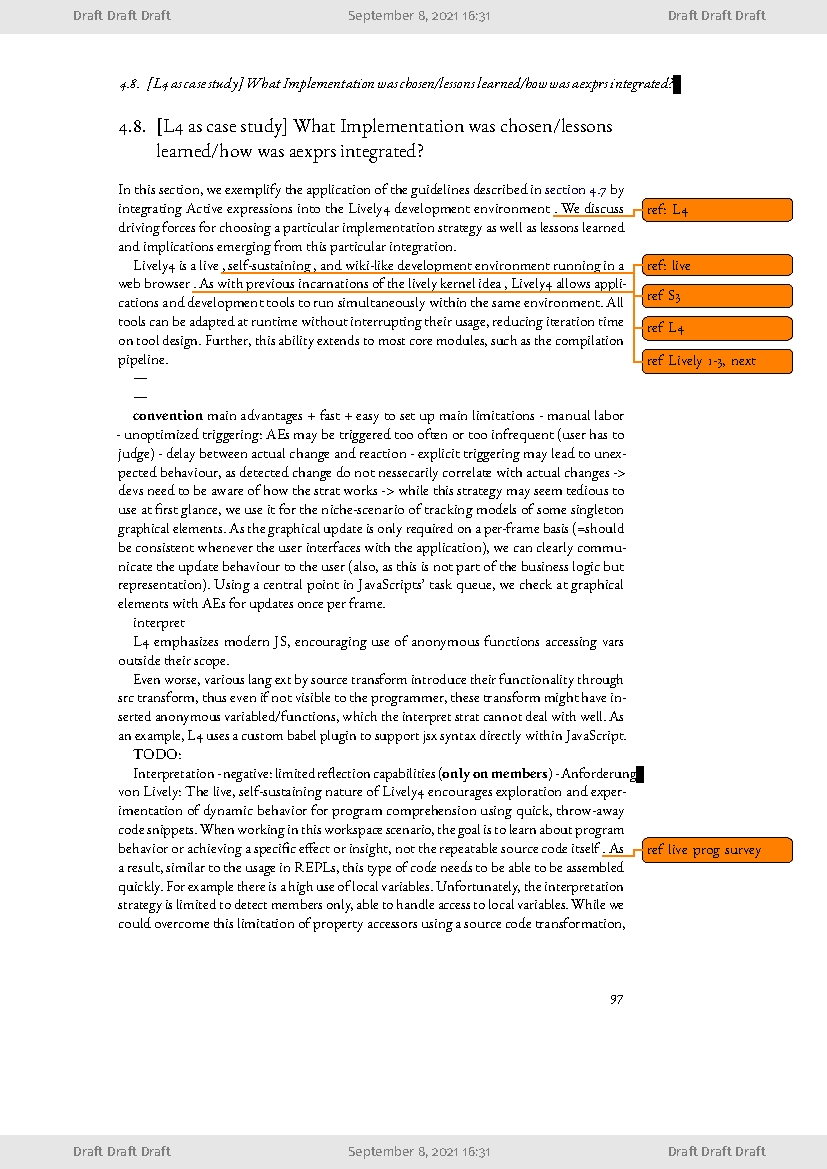 Draft Draft Draft September 8, 2021 16:31 Draft Draft Draft
4.8. [L4 as case study] What Implementation was chosen/lessons learned/how was aexprs integrated?
4.8. [L4 as case study] What Implementation was chosen/lessons
learned/how was aexprs integrated?
In this section, we exemplify the application of the guidelines described in section 4.7 by
integrating Active expressions into the Lively4 development environment . We discuss
ref: L4
driving forces for choosing a particular implementation strategy as well as lessons learned
and implications emerging from this particular integration.
Lively4 is a live , self-sustaining , and wiki-like development environment running in a
ref: live
web browser . As with previous incarnations of the lively kernel idea , Lively4 allows appli-
ref S3
cations and development tools to run simultaneously within the same environment. All
tools can be adapted at runtime without interrupting their usage, reducing iteration time
ref L4
on tool design. Further, this ability extends to most core modules, such as the compilation
pipeline.
ref Lively 1-3, next
—
—
convention main advantages + fast + easy to set up main limitations - manual labor
- unoptimized triggering: AEs may be triggered too often or too infrequent (user has to
judge) - delay between actual change and reaction - explicit triggering may lead to unex-
pected behaviour, as detected change do not nessecarily correlate with actual changes ->
devs need to be aware of how the strat works -> while this strategy may seem tedious to
use at first glance, we use it for the niche-scenario of tracking models of some singleton
graphical elements. As the graphical update is only required on a per-frame basis (=should
be consistent whenever the user interfaces with the application), we can clearly commu-
nicate the update behaviour to the user (also, as this is not part of the business logic but
representation). Using a central point in JavaScripts' task queue, we check at graphical
elements with AEs for updates once per frame.
interpret
L4 emphasizes modern JS, encouraging use of anonymous functions accessing vars
outside their scope.
Even worse, various lang ext by source transform introduce their functionality through
src transform, thus even if not visible to the programmer, these transform might have in-
serted anonymous variabled/functions, which the interpret strat cannot deal with well. As
an example, L4 uses a custom babel plugin to support jsx syntax directly within JavaScript.
TODO:
Interpretation - negative: limited reflection capabilities (only on members) - Anforderung
von Lively: The live, self-sustaining nature of Lively4 encourages exploration and exper-
imentation of dynamic behavior for program comprehension using quick, throw-away
code snippets. When working in this workspace scenario, the goal is to learn about program
behavior or achieving a specific effect or insight, not the repeatable source code itself . As
ref live prog survey
a result, similar to the usage in REPLs, this type of code needs to be able to be assembled
quickly. For example there is a high use of local variables. Unfortunately, the interpretation
strategy is limited to detect members only, able to handle access to local variables. While we
could overcome this limitation of property accessors using a source code transformation,
97
Draft Draft Draft September 8, 2021 16:31 Draft Draft Draft